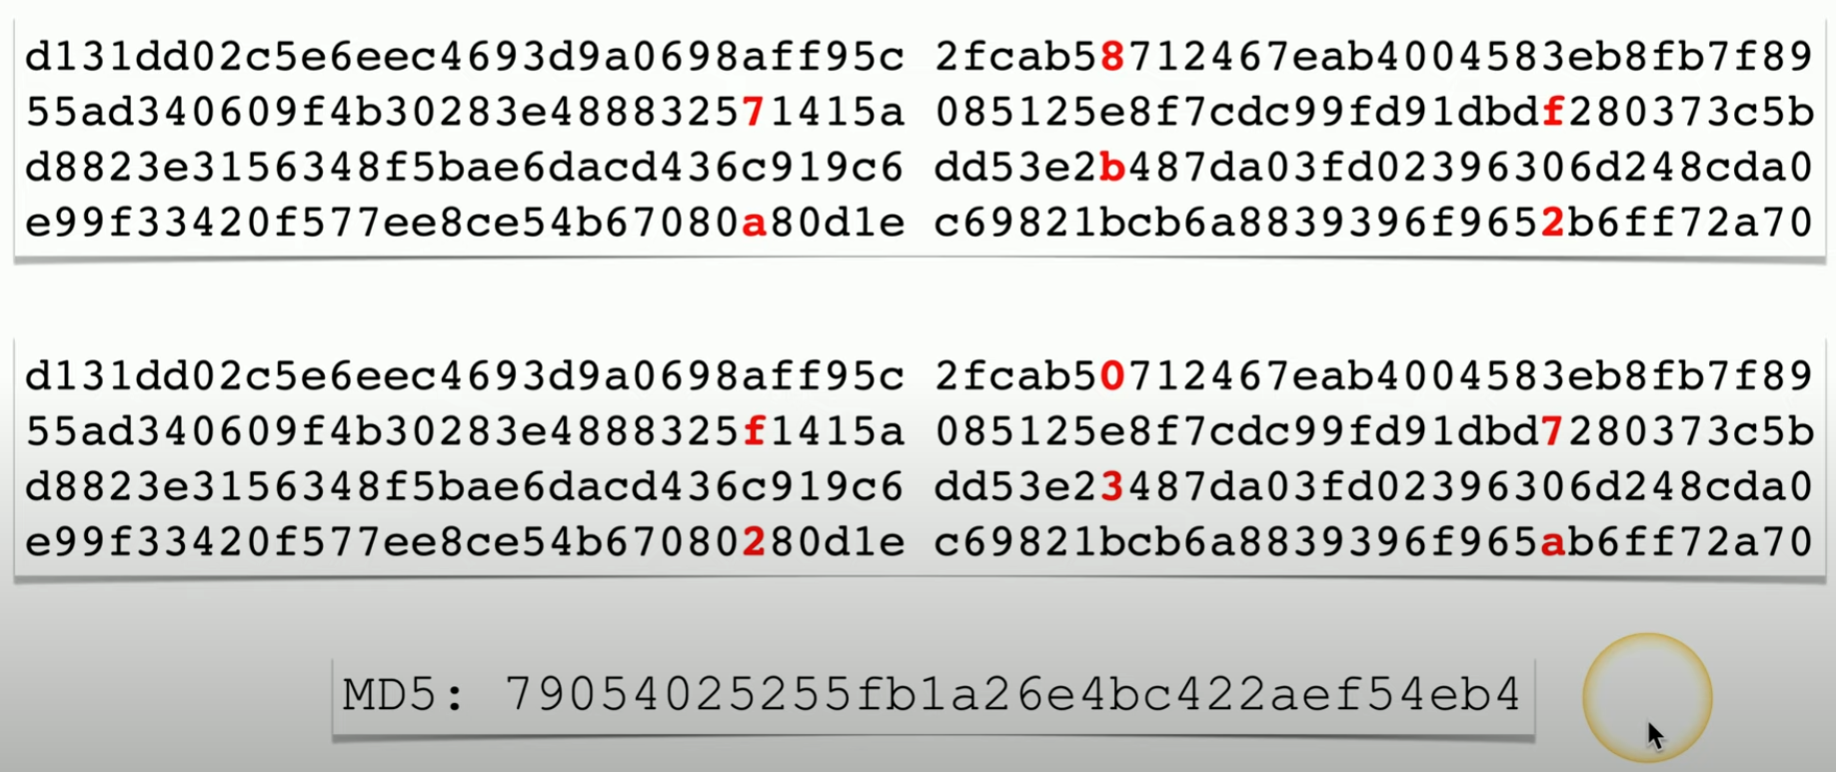 d131dd02c5e6eec4693d9a0698aff95c 2fcab58712467eab4004583eb8fb7f89
55ad340609f4b30283e488832571415a 085125e8f7cdc99fd91dbdf280373c5b
d8823e3156348f5bae6dacd436c919c6 dd53e2b487da03fd02396306d248cda0
e99f33420f577ee8ce54b67080a80d1e c69821bcb6a8839396f9652b6ff72a70
d131dd02c5e6eec4693d9a0698aff95c 2fcab50712467eab4004583eb8fb7f89
55ad340609f4b30283e4888325f1415a 085125e8f7cdc99fd91dbd7280373c5b
d8823e3156348f5bae6dacd436c919c6 dd53e23487da03fd02396306d248cda0
e99f33420f577ee8ce54b67080280d1e c69821bcb6a8839396f965ab6ff72a70
MD5: 79054025255fb1a26e4bc422aef54eb4